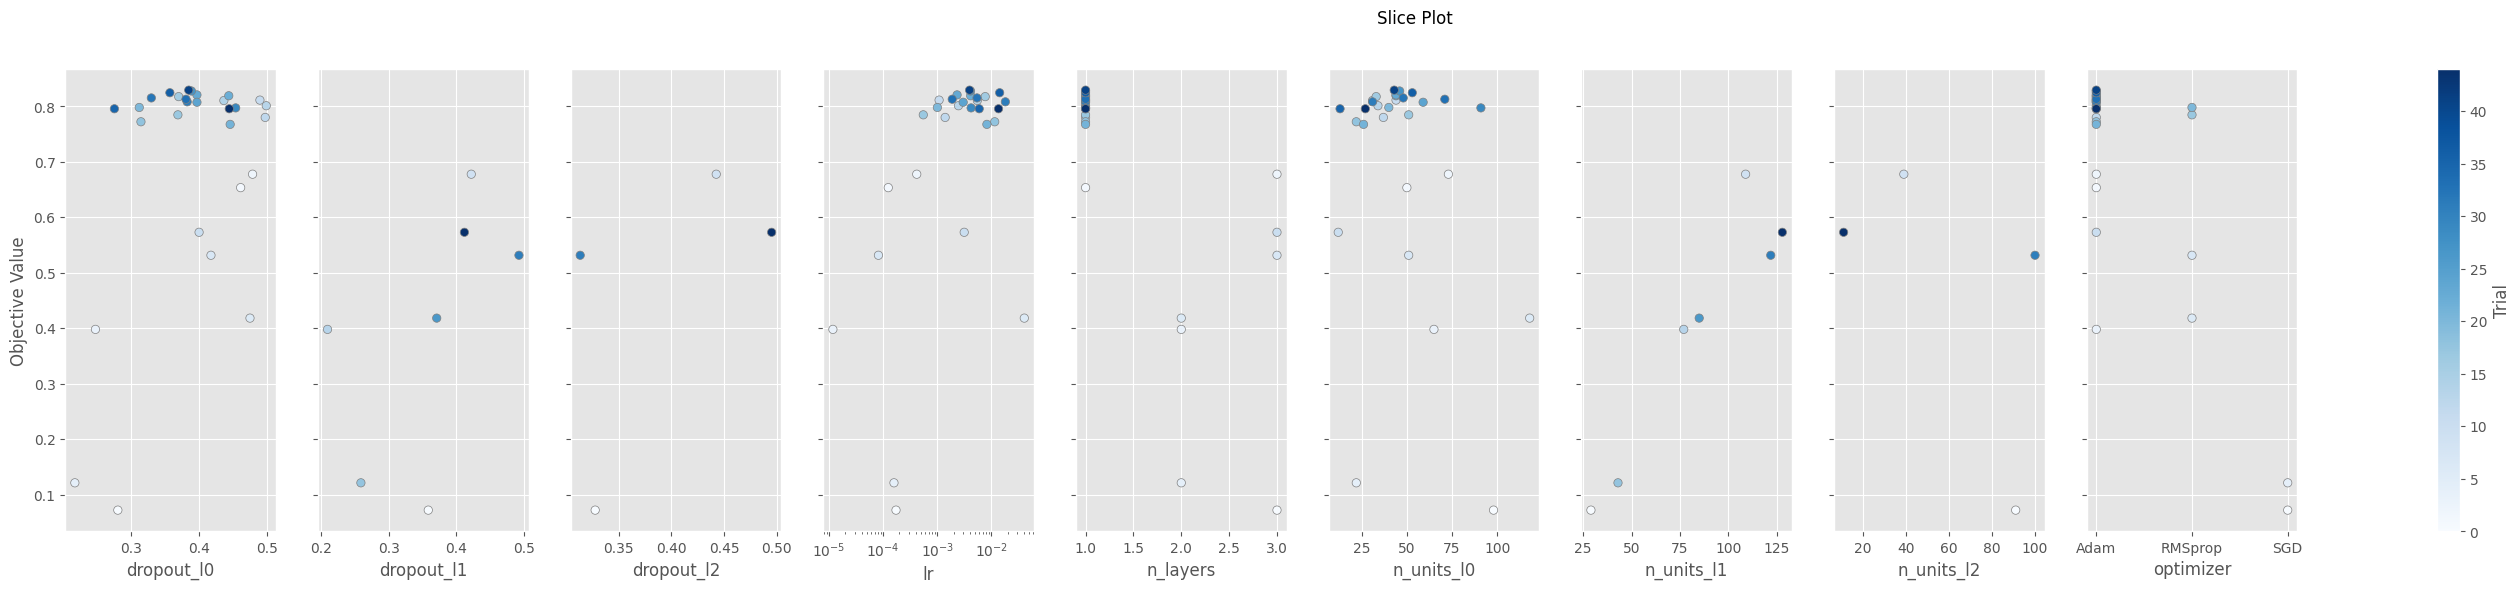 Slice Plot
Objective Value
0.8
0.7
0.6
0.5
0.4
0.3
0.2
0.1
0.3 0.4 0.5
dropout_l0
0.2 0.3 0.4 0.5
dropout_l1
0.35 0.40 0.45 0.50
dropout_l2
10⁻⁵ 10⁻⁴ 10⁻³ 10⁻²
lr
1.0 1.5 2.0 2.5 3.0
n_layers
25 50 75 100
n_units_l0
25 50 75 100 125
n_units_l1
20 40 60 80 100
n_units_l2
Adam RMSprop SGD
optimizer
40
35
30
25
20
15
10
5
0
Trial